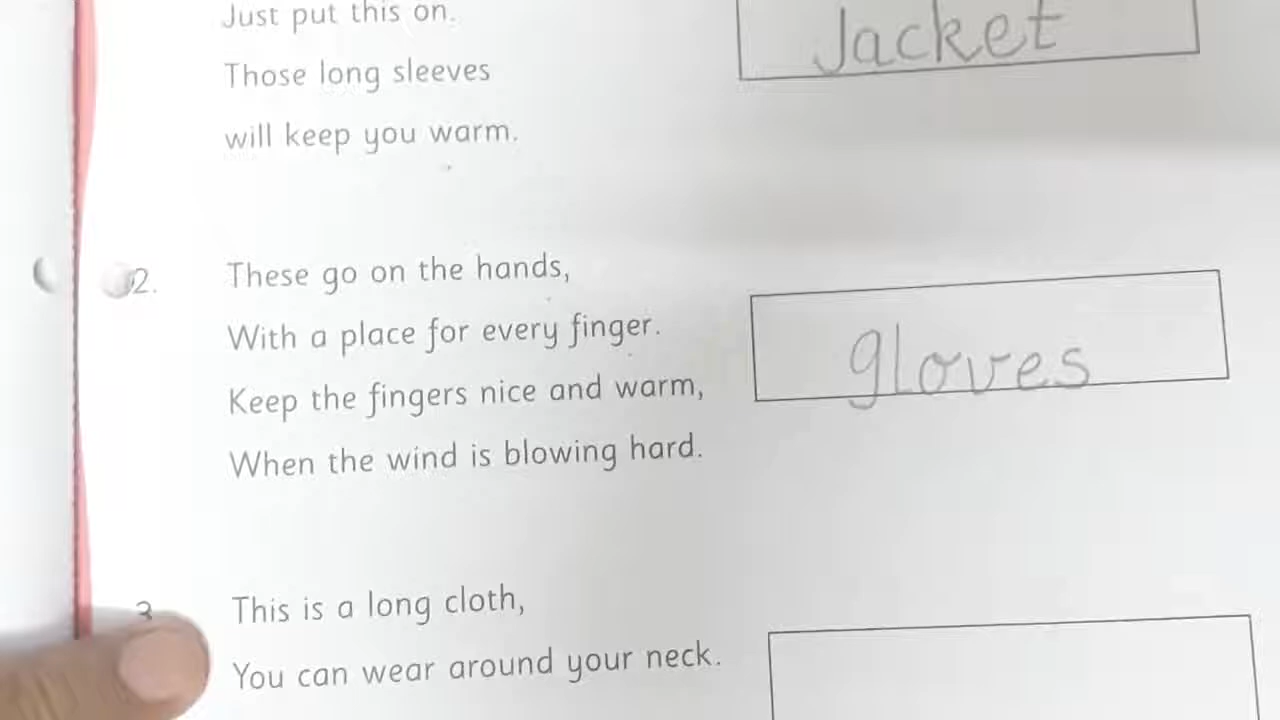 Just put this on.
Jacket
Those long sleeves
will keep you warm.
2.
These go on the hands,
With a place for every finger.
gloves
Keep the fingers nice and warm,
When the wind is blowing hard.
3
This is a long cloth,
You can wear around your neck.